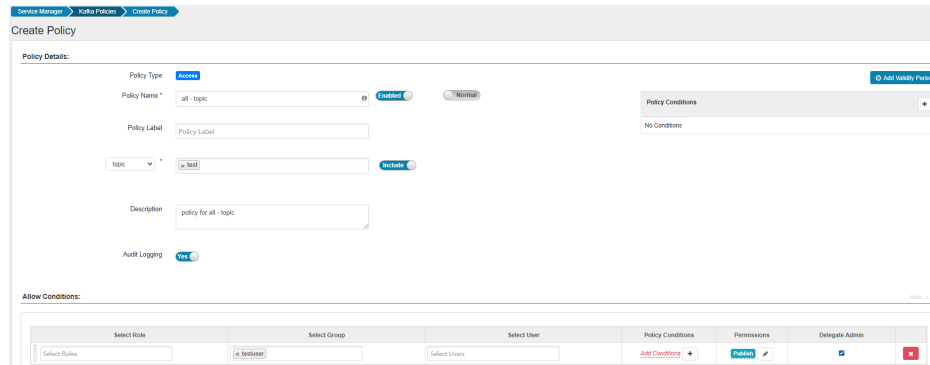 Service Manager Kafka Policies Create Policy
Create Policy
Policy Details:
Policy Type Access
Add Validity Perio
Policy Name * all - topic Enabled Normal
Policy Conditions +
No Conditions
Policy Label Policy Label
topic * × test Include
Description policy for all - topic
Audit Logging Yes
Allow Conditions:
hide
Select Role Select Group Select User Policy Conditions Permissions Delegate Admin
Select Roles × testuser Select Users Add Conditions + Publish ×